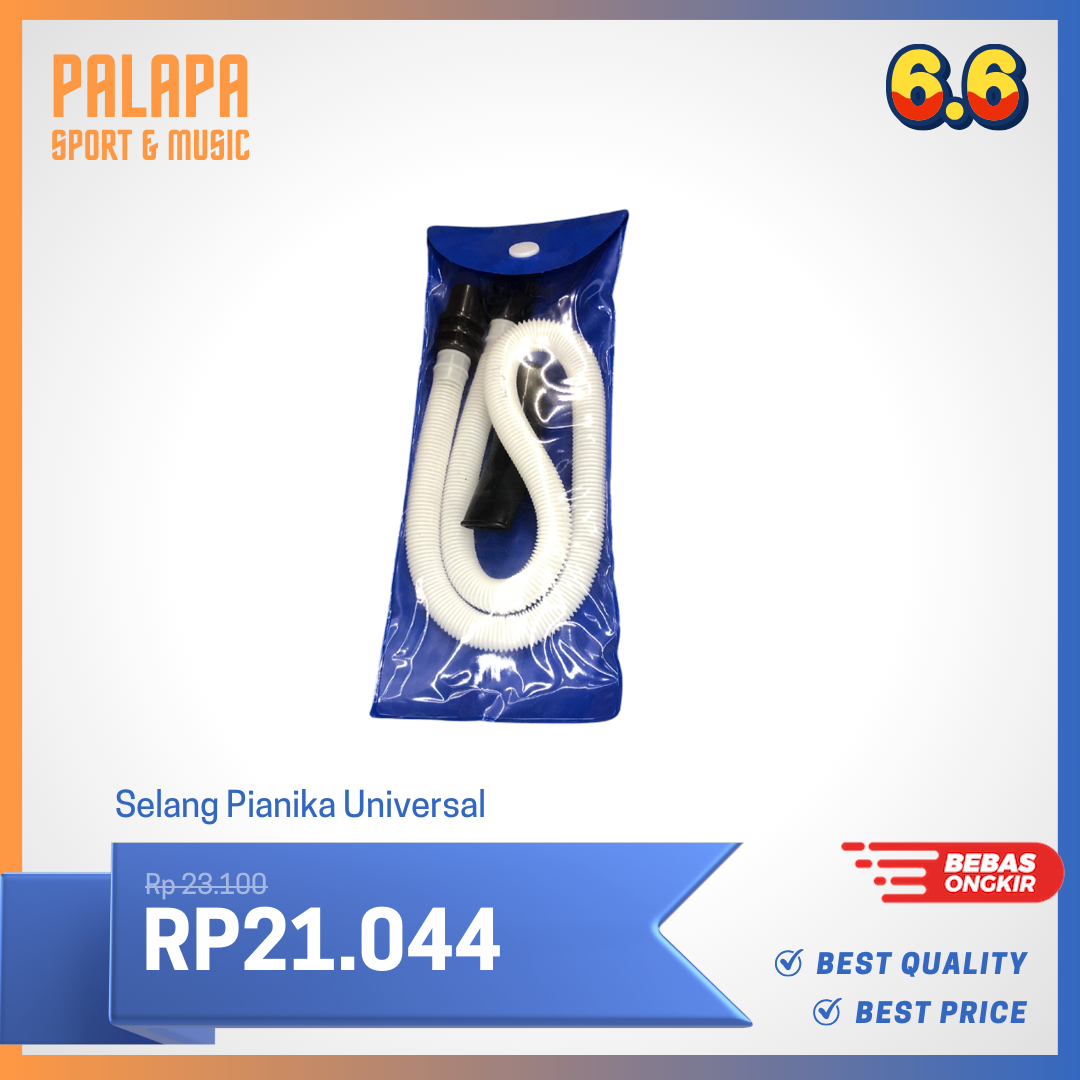 PALAPA
SPORT & MUSIC
6.6
Selang Pianika Universal
Rp 23.100
RP21.044
BEBAS
ONGKIR
BEST QUALITY
BEST PRICE